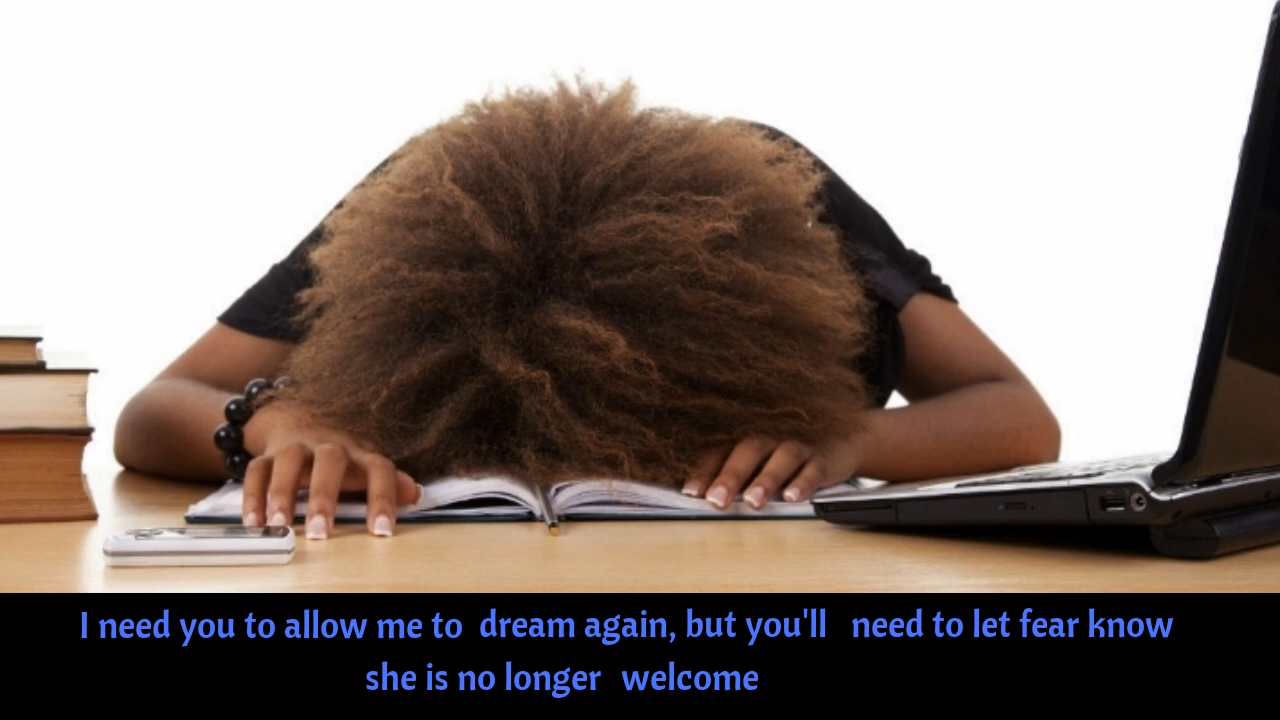 I need you to allow me to dream again, but you'll need to let fear know
she is no longer welcome